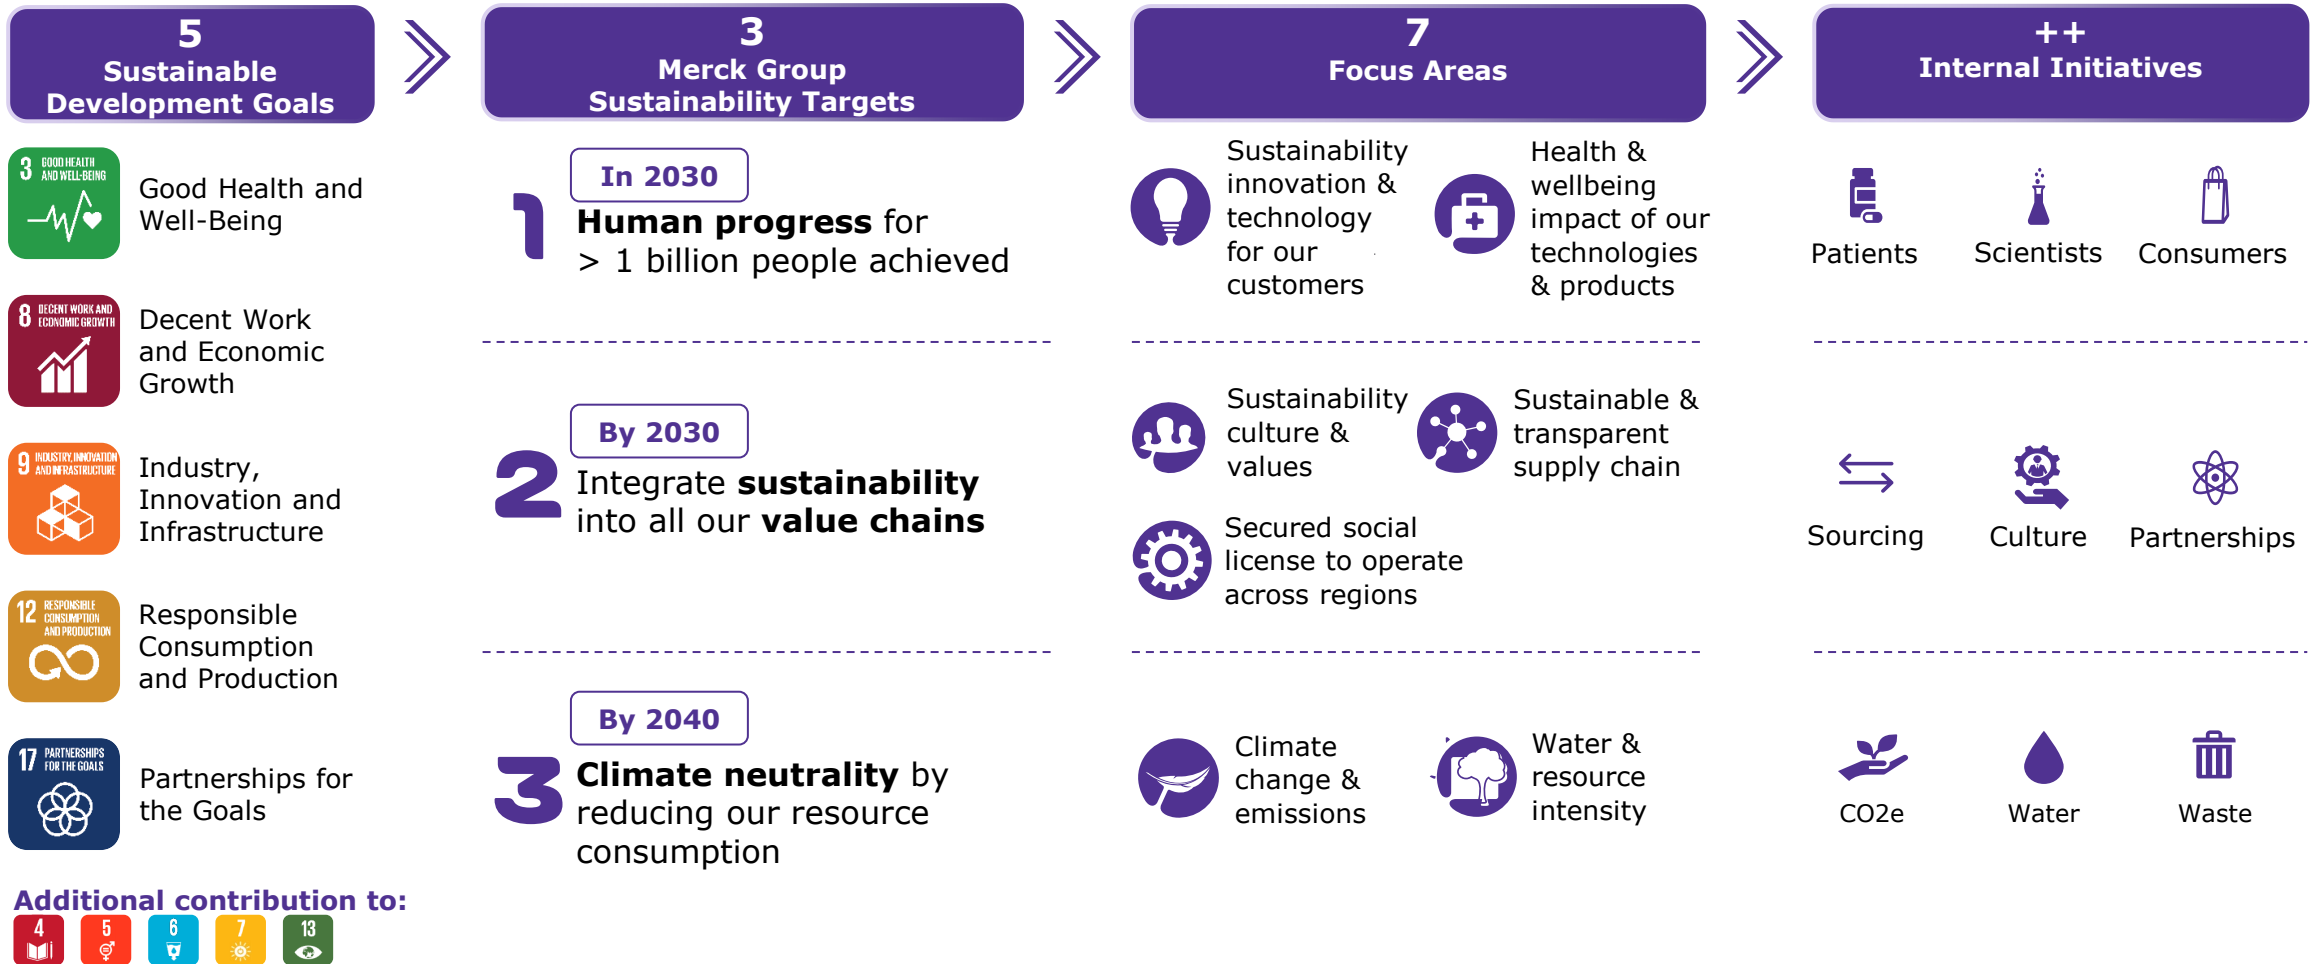 5
Sustainable
Development Goals
3
Merck Group
Sustainability Targets
7
Focus Areas
++
Internal Initiatives
3 GOOD HEALTH
AND WELL-BEING
Good Health and
Well-Being
8 DECENT WORK AND
ECONOMIC GROWTH
Decent Work
and Economic
Growth
9 INDUSTRY, INNOVATION
AND INFRASTRUCTURE
Industry,
Innovation and
Infrastructure
12 RESPONSIBLE
CONSUMPTION
AND PRODUCTION
Responsible
Consumption
and Production
17 PARTNERSHIPS
FOR THE GOALS
Partnerships for
the Goals
Additional contribution to:
4 5 6 7 13
1
In 2030
Human progress for
> 1 billion people achieved
2
By 2030
Integrate sustainability
into all our value chains
3
By 2040
Climate neutrality by
reducing our resource
consumption
Sustainability
innovation &
technology
for our
customers
Health &
wellbeing
impact of our
technologies
& products
Sustainability
culture &
values
Sustainable &
transparent
supply chain
Secured social
license to operate
across regions
Climate
change &
emissions
Water &
resource
intensity
Patients
Scientists
Consumers
Sourcing
Culture
Partnerships
CO2e
Water
Waste